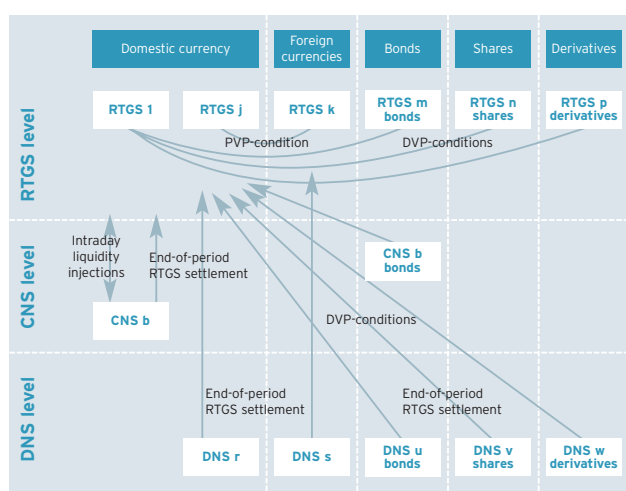 Domestic currency
Foreign
currencies
Bonds
Shares
Derivatives
RTGS level
RTGS 1
RTGS j
RTGS k
RTGS m
bonds
RTGS n
shares
RTGS p
derivatives
PVP-condition
DVP-conditions
CNS level
Intraday
liquidity
injections
End-of-period
RTGS settlement
CNS b
bonds
CNS b
DVP-conditions
DNS level
End-of-period
RTGS settlement
End-of-period
RTGS settlement
DNS r
DNS s
DNS u
bonds
DNS v
shares
DNS w
derivatives